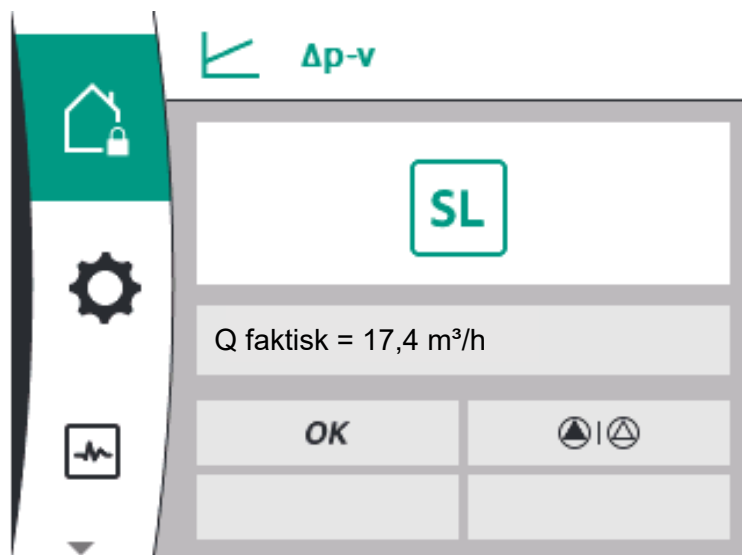 Δp-v
SL
Q faktisk = 17,4 m³/h
OK